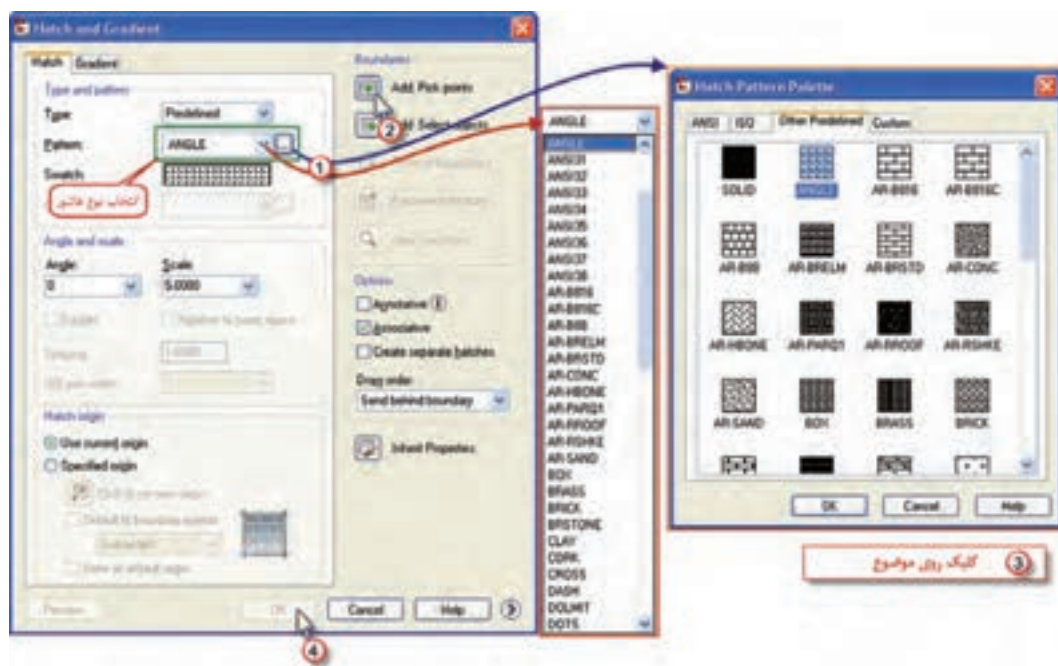 Hatch and Gradient
Hatch Gradient
Type and pattern
Type: Predefined
Pattern: ANGLE
Swatch:
انتخاب نوع هاشور
Angle and scale
Angle: Scale:
0 5.0000
Hatch origin
Use current origin
Specified origin
Preview
OK
Cancel
Help
4
Boundaries
Add: Pick points
2
Add: Select objects
1
Options
Annotative
Associative
Create separate hatches
Draw order:
Send behind boundary
Inherit Properties
ANGLE
ANGLE
ANSI31
ANSI32
ANSI33
ANSI34
ANSI35
ANSI36
ANSI37
ANSI38
AR-B816
AR-B816C
AR-B88
AR-BRELM
AR-BRSTD
AR-CONC
AR-HBONE
AR-PARQ1
AR-RROOF
AR-RSHKE
AR-SAND
BOX
BRASS
BRICK
BRSTONE
CLAY
CORK
CROSS
DASH
DOLMIT
DOTS
Hatch Pattern Palette
ANSI ISO Other Predefined Custom
SOLID ANGLE AR-B816 AR-B816C
AR-B88 AR-BRELM AR-BRSTD AR-CONC
AR-HBONE AR-PARQ1 AR-RROOF AR-RSHKE
AR-SAND BOX BRASS BRICK
OK Cancel Help
3 کلیک روی موضوع